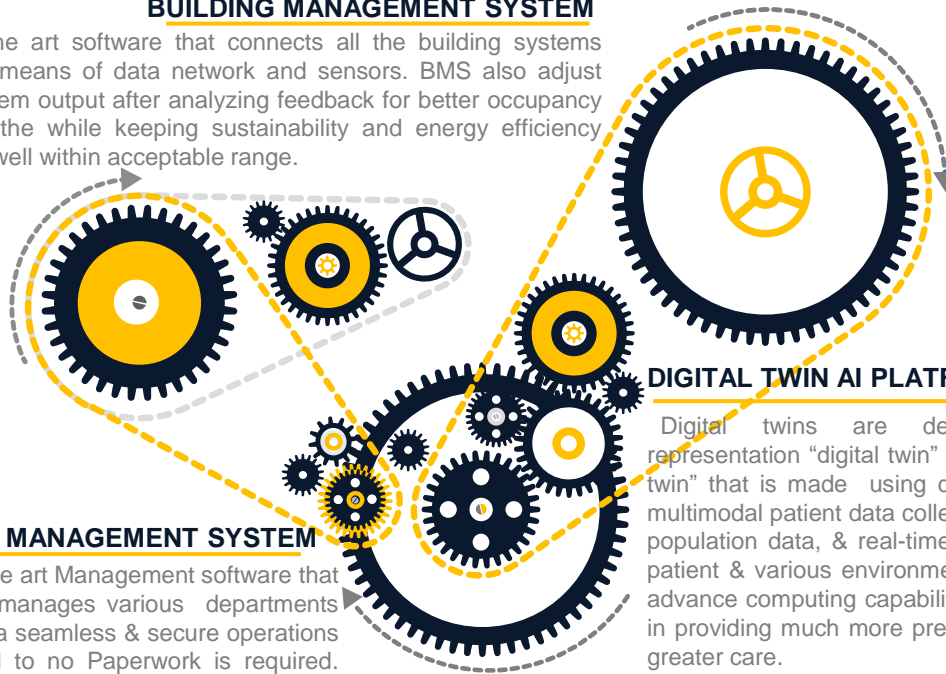 BUILDING MANAGEMENT SYSTEM
art software that connects all the building systems
means of data network and sensors. BMS also adjust
output after analyzing feedback for better occupancy
the while keeping sustainability and energy efficiency
well within acceptable range.
DIGITAL TWIN AI
Digital twins are
representation “digital twin”
twin” that is made using
multimodal patient data
population data, & real-time
patient & various
advance computing
in providing much more
greater care.
MANAGEMENT SYSTEM
art Management software that
manages various departments
a seamless & secure operations
to no Paperwork is required.